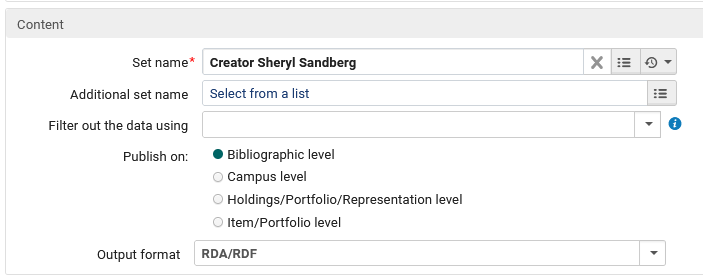 Content
Set name* Creator Sheryl Sandberg
Additional set name Select from a list
Filter out the data using
Publish on: Bibliographic level
Campus level
Holdings/Portfolio/Representation level
Item/Portfolio level
Output format RDA/RDF